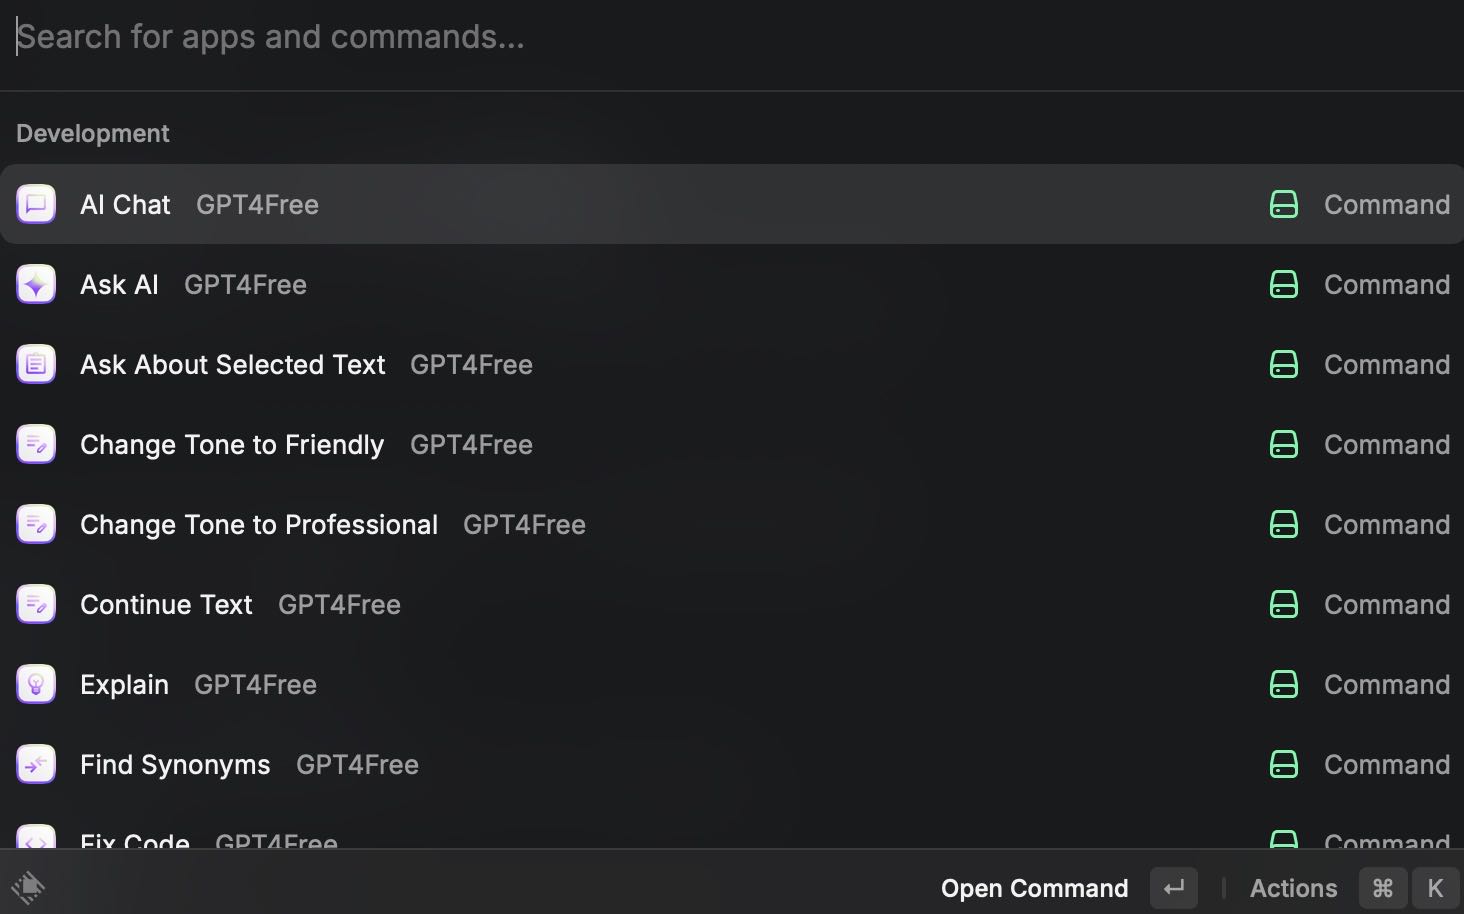 Search for apps and commands...
Development
AI Chat GPT4Free Command
Ask AI GPT4Free Command
Ask About Selected Text GPT4Free Command
Change Tone to Friendly GPT4Free Command
Change Tone to Professional GPT4Free Command
Continue Text GPT4Free Command
Explain GPT4Free Command
Find Synonyms GPT4Free Command
Fix Code GPT4Free Command
Open Command ↵ Actions ⌘ K